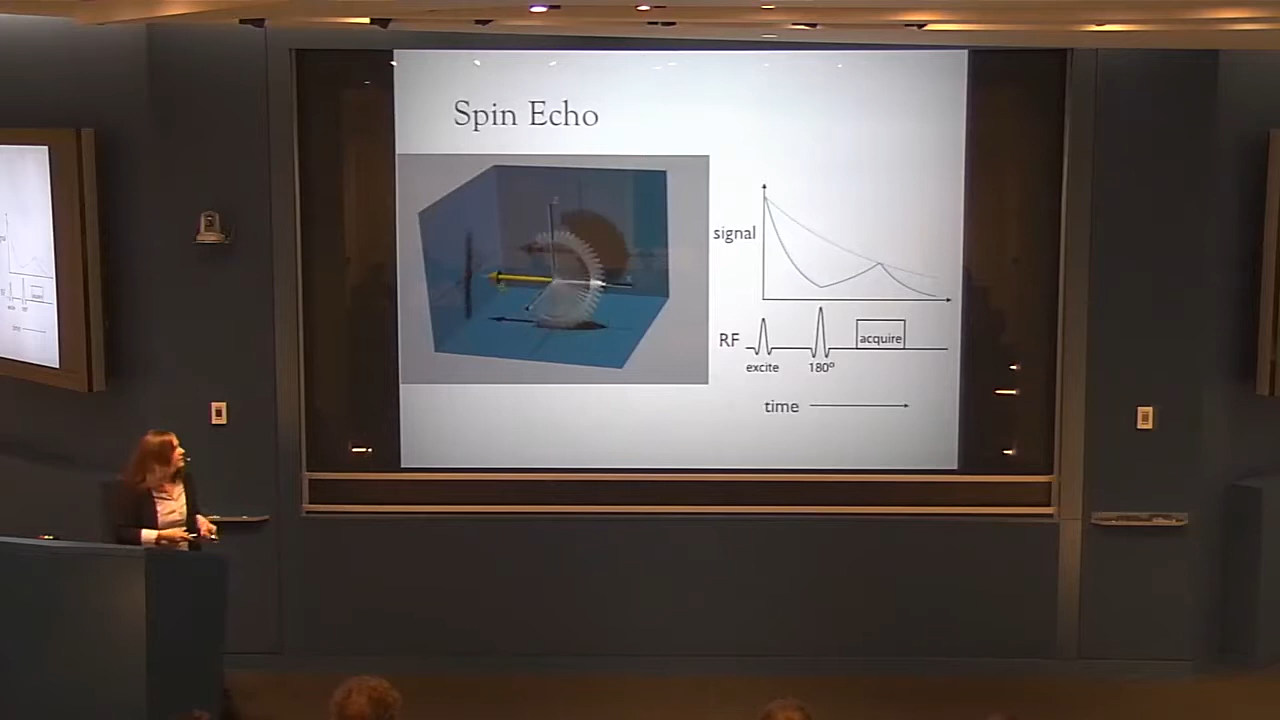 Spin Echo
signal
RF
acquire
excite
180º
time